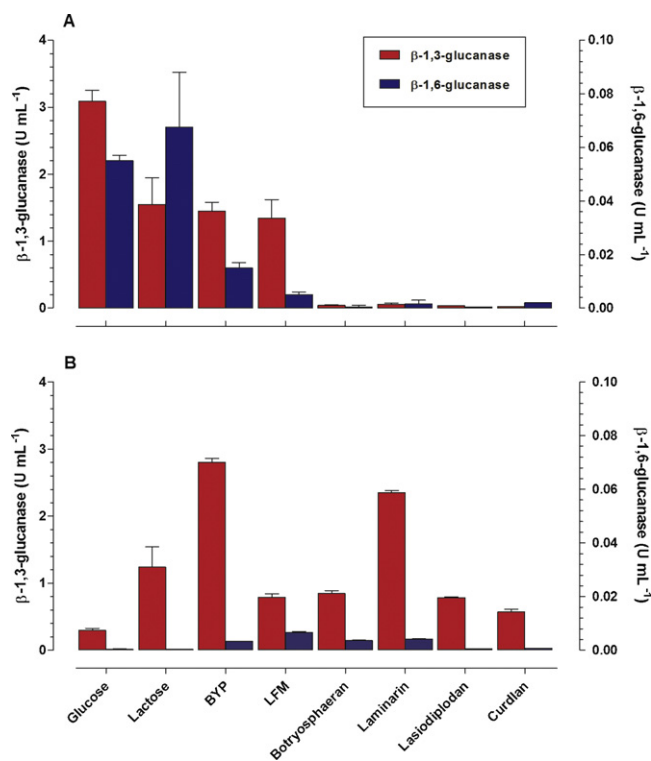 A
β-1,3-glucanase
β-1,6-glucanase
β-1,3-glucanase (U mL⁻¹)
4
3
2
1
0
β-1,6-glucanase (U mL⁻¹)
0.10
0.08
0.06
0.04
0.02
0.00
B
β-1,3-glucanase (U mL⁻¹)
4
3
2
1
0
β-1,6-glucanase (U mL⁻¹)
0.10
0.08
0.06
0.04
0.02
0.00
Glucose
Lactose
BYP
LFM
Botryosphaeran
Laminarin
Lasiodiplodan
Curdlan